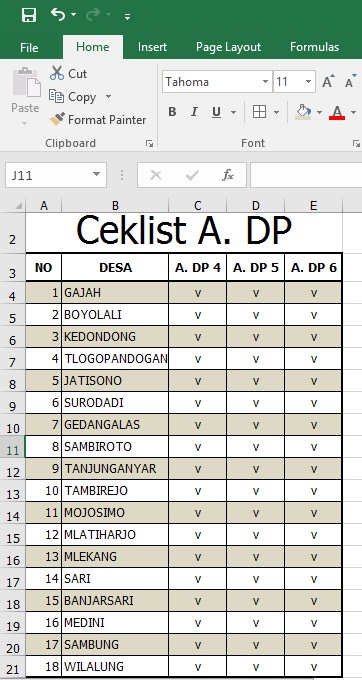 File Home Insert Page Layout Formulas
Cut
Copy
Paste
Format Painter
Tahoma 11 A A
B I U A
Clipboard Font
J11 fx
A B C D E
2 Ceklist A. DP
3 NO DESA A. DP 4 A. DP 5 A. DP 6
4 1 GAJAH v v v
5 2 BOYOLALI v v v
6 3 KEDONDONG v v v
7 4 TLOGOPANDOGAN v v v
8 5 JATISONO v v v
9 6 SURODADI v v v
10 7 GEDANGALAS v v v
11 8 SAMBIROTO v v v
12 9 TANJUNGANYAR v v v
13 10 TAMBIREJO v v v
14 11 MOJOSIMO v v v
15 12 MLATIHARJO v v v
16 13 MLEKANG v v v
17 14 SARI v v v
18 15 BANJARSARI v v v
19 16 MEDINI v v v
20 17 SAMBUNG v v v
21 18 WILALUNG v v v